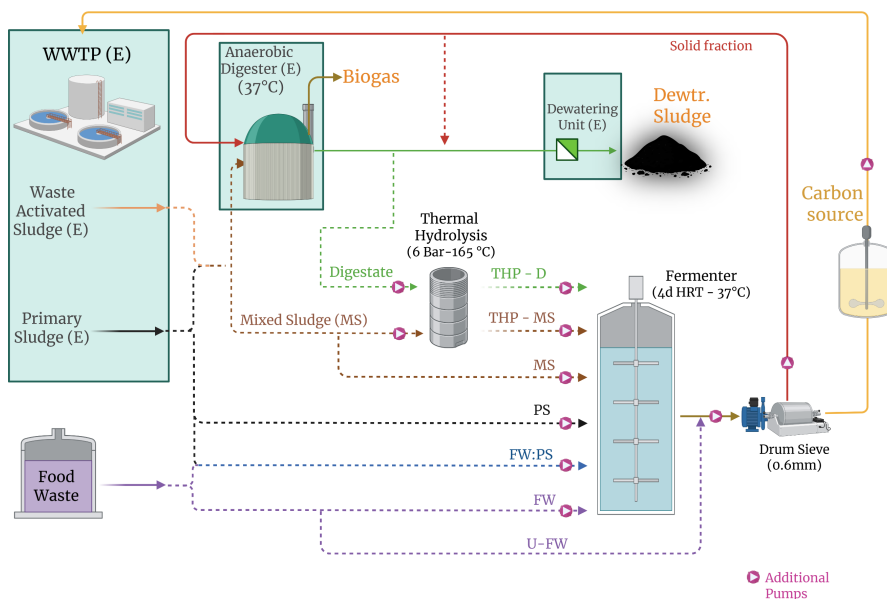 WWTP (E)
Waste
Activated
Sludge (E)
Primary
Sludge (E)
Food
Waste
Anaerobic
Digester (E)
(37°C)
Biogas
Solid fraction
Dewatering
Unit (E)
Dewtr.
Sludge
Carbon
source
Thermal
Hydrolysis
(6 Bar-165 °C)
Digestate
THP - D
Mixed Sludge (MS)
THP - MS
MS
PS
FW:PS
FW
U-FW
Fermenter
(4d HRT - 37°C)
Drum Sieve
(0.6mm)
Additional
Pumps